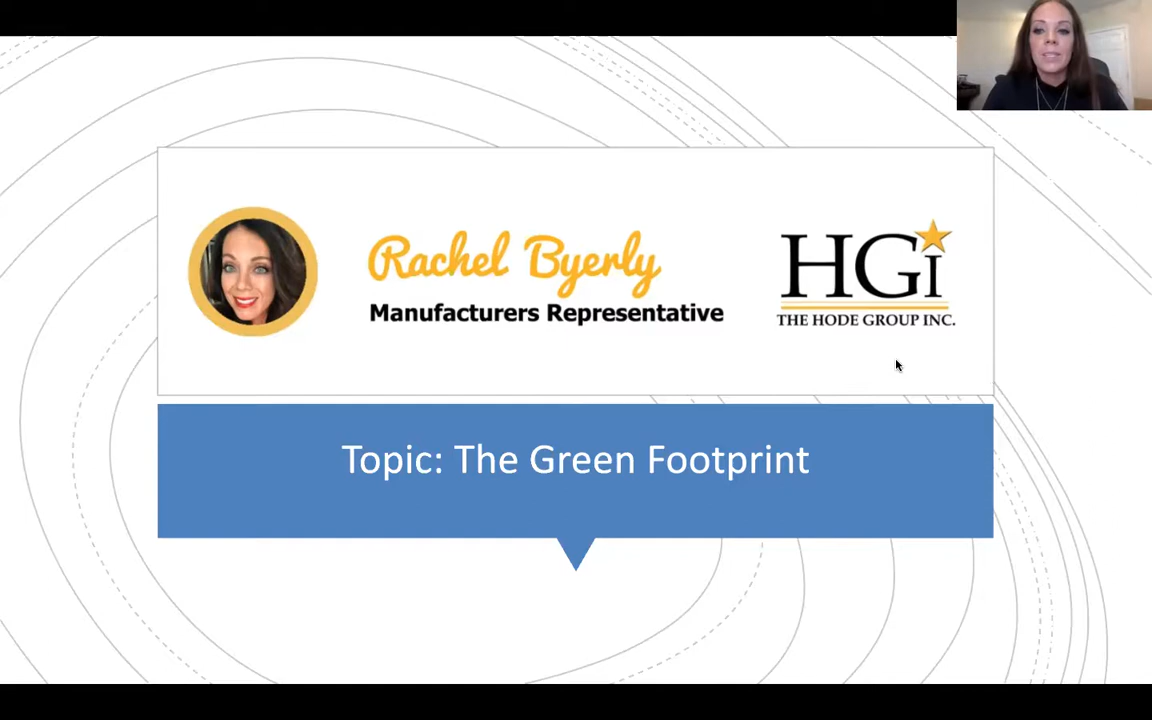 Rachel Byerly
Manufacturers Representative
HGi
THE HODE GROUP INC.
Topic: The Green Footprint